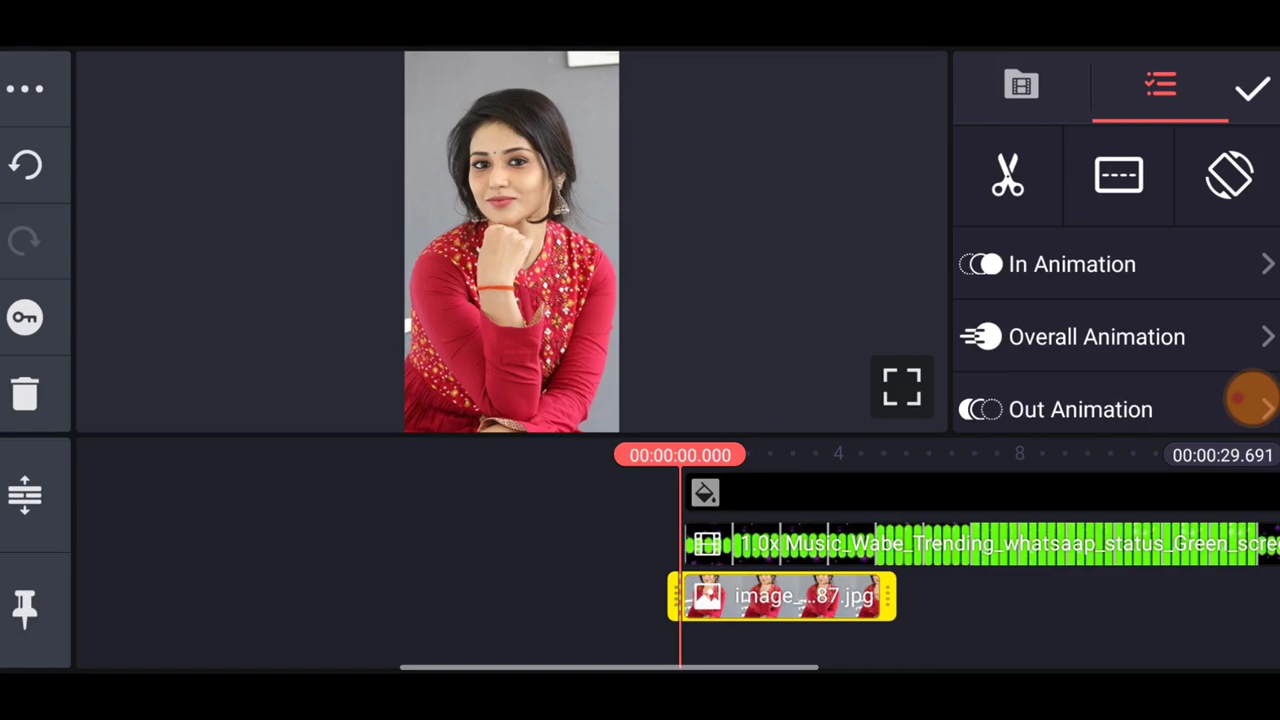 In Animation
Overall Animation
Out Animation
00:00:00.000
4
8
00:00:29.691
1.0x Music_Wabe_Trending_whatsaap_status_Green_scre
image_...87.jpg